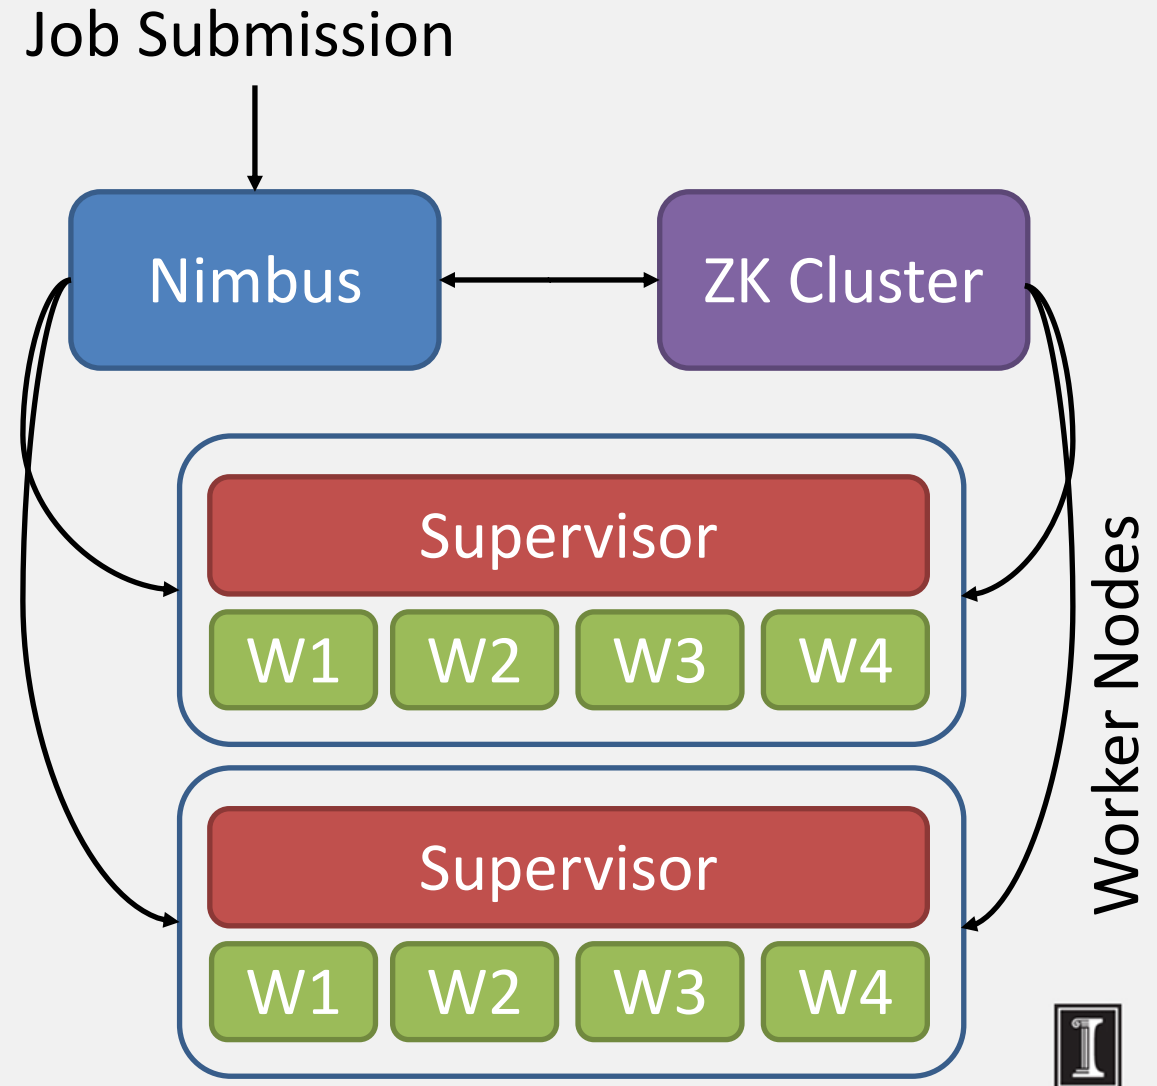 Job Submission
Nimbus
ZK Cluster
Supervisor
W1
W2
W3
W4
Worker Nodes
Supervisor
W1
W2
W3
W4